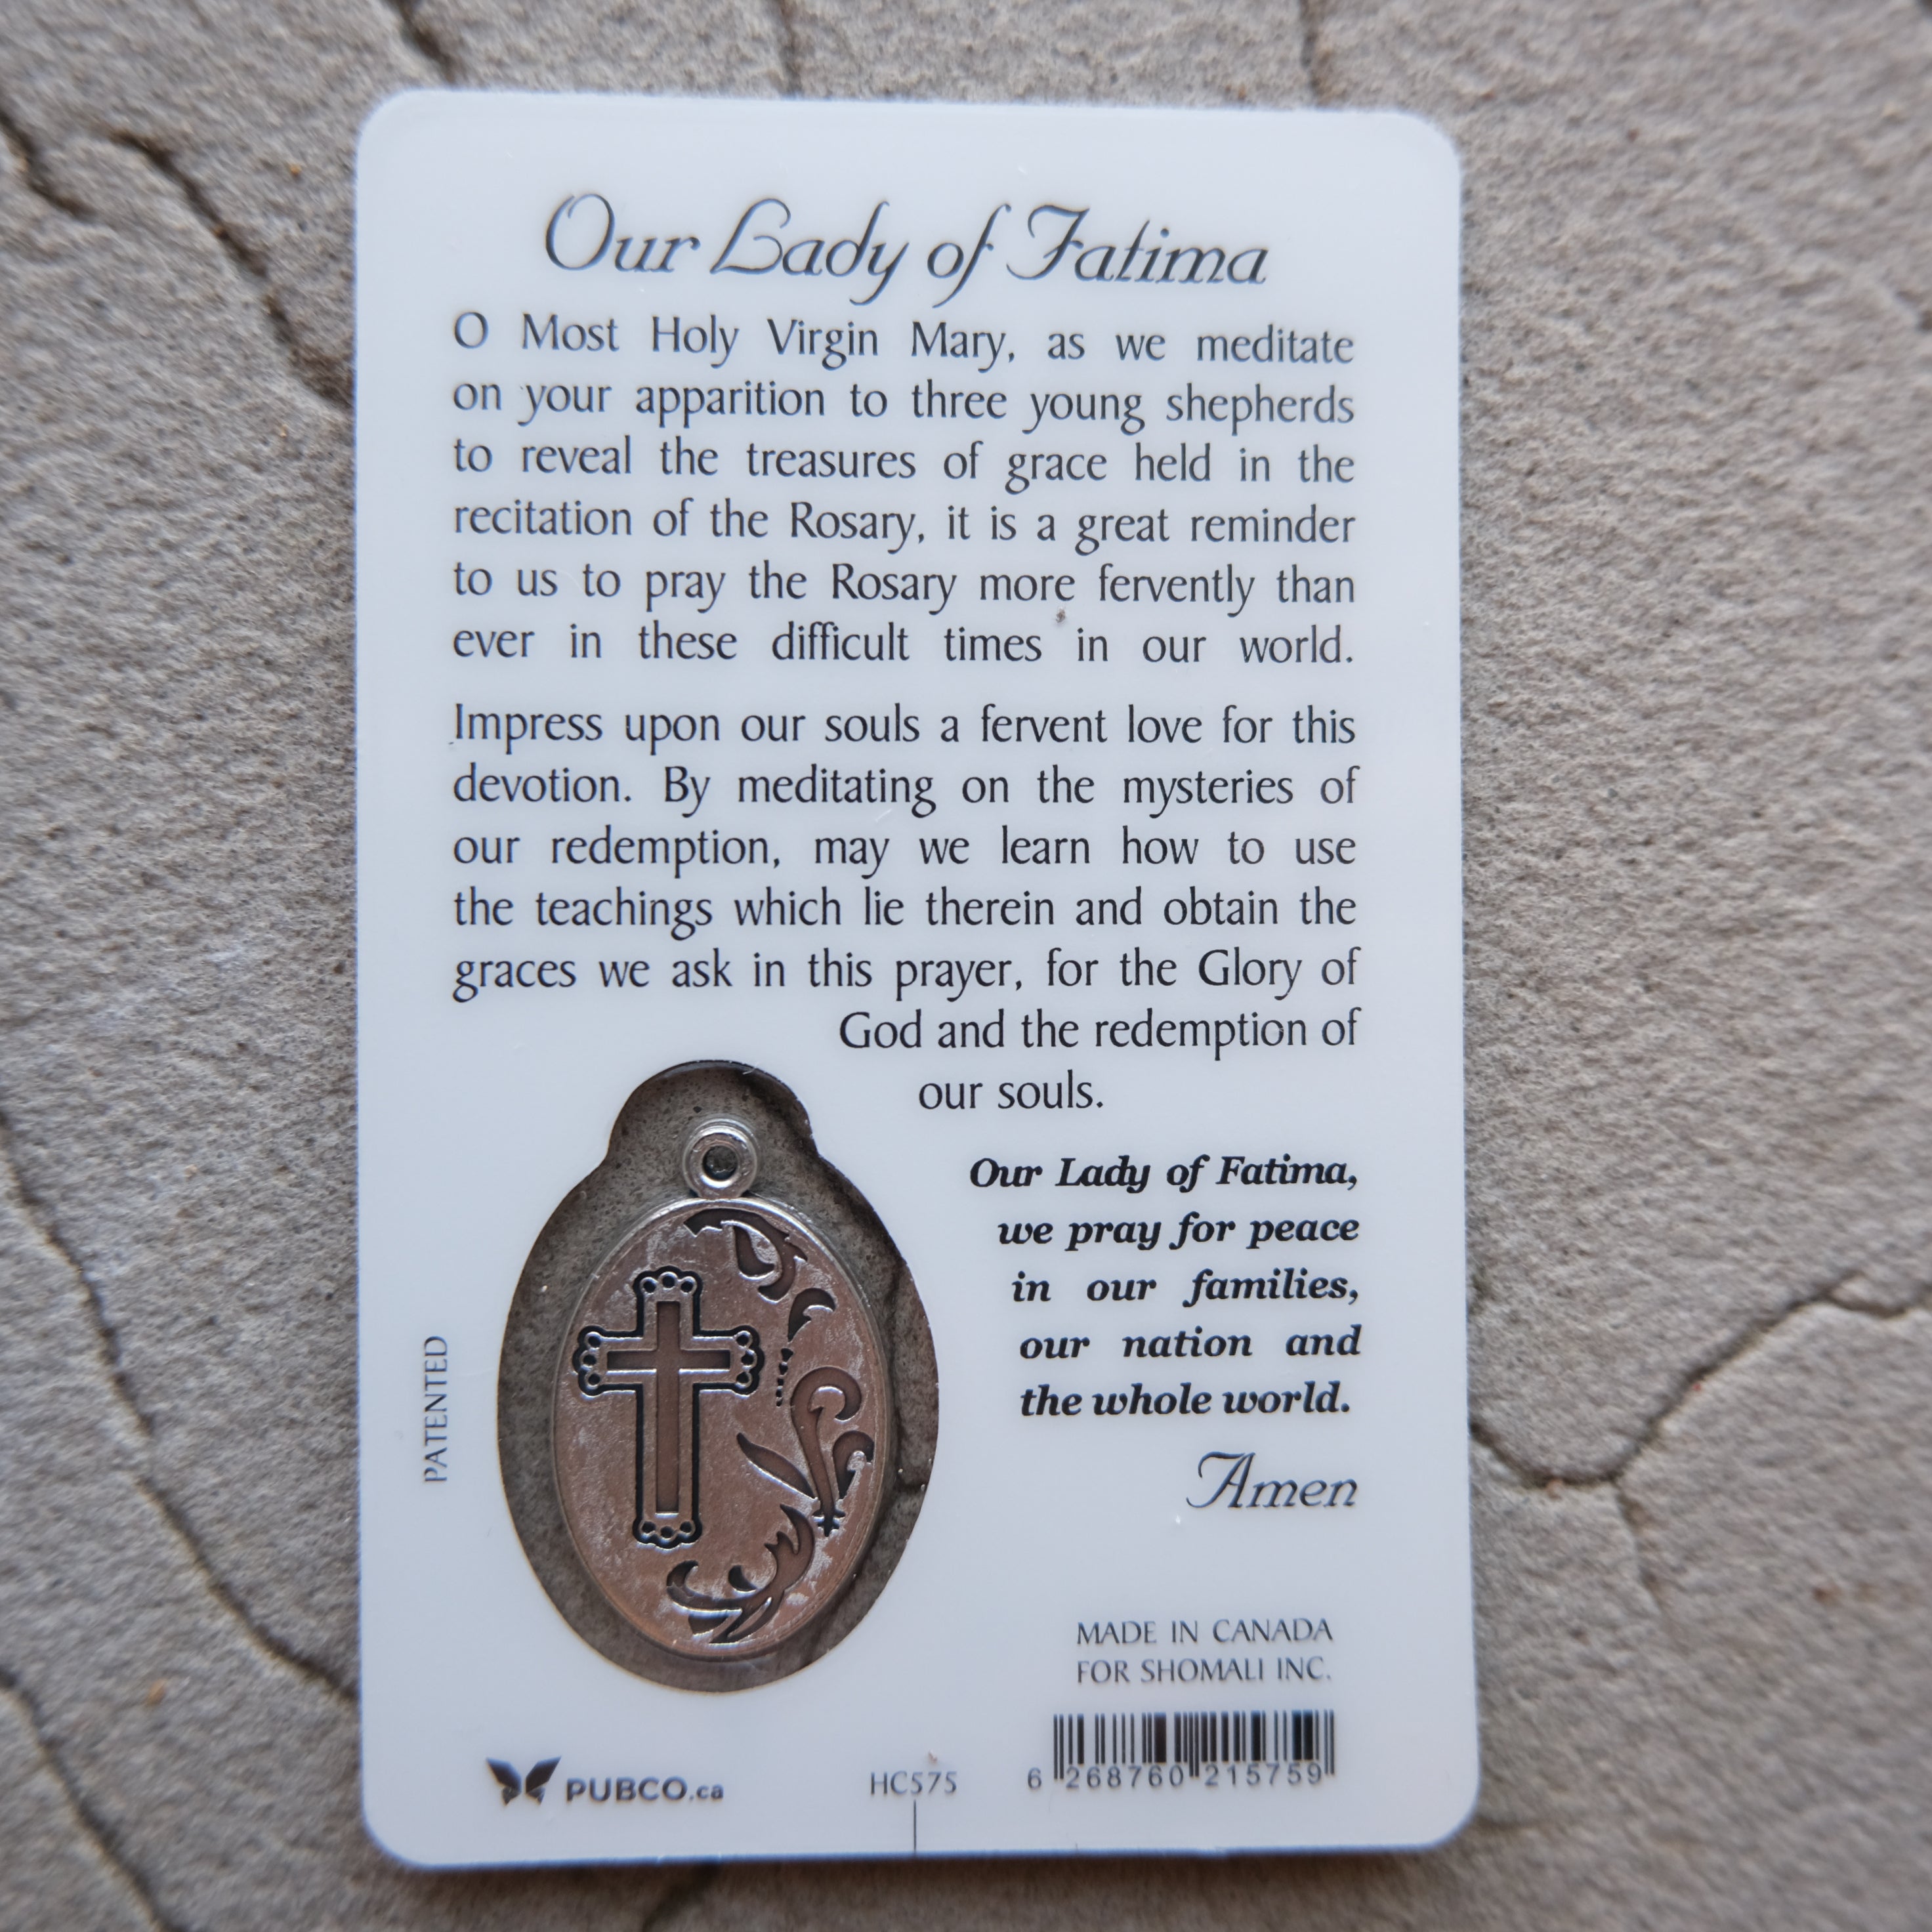 Our Lady of Fatima
O Most Holy Virgin Mary, as we meditate
on your apparition to three young shepherds
to reveal the treasures of grace held in the
recitation of the Rosary, it is a great reminder
to us to pray the Rosary more fervently than
ever in these difficult times in our world.
Impress upon our souls a fervent love for this
devotion. By meditating on the mysteries of
our redemption, may we learn how to use
the teachings which lie therein and obtain the
graces we ask in this prayer, for the Glory of
God and the redemption of
our souls.
Our Lady of Fatima,
we pray for peace
in our families,
our nation and
the whole world.
Amen
PATENTED
MADE IN CANADA
FOR SHOMALI INC.
PUBCO.ca
HC575
6 268760 215759